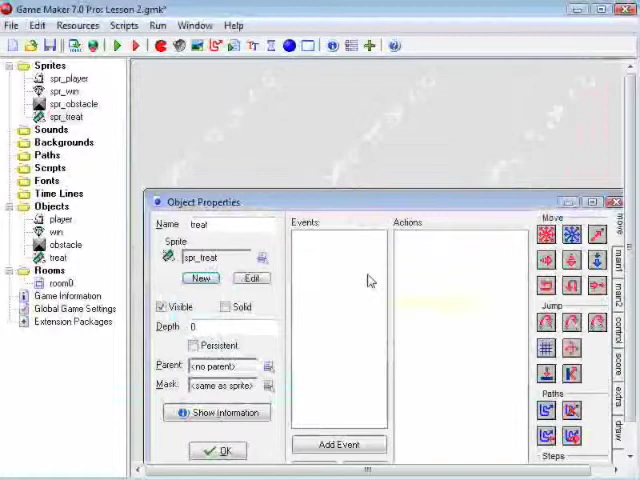 Game Maker 7.0 Pro: Lesson 2.gmk*
File Edit Resources Scripts Run Window Help
Sprites
spr_player
spr_win
spr_obstacle
spr_treat
Sounds
Backgrounds
Paths
Scripts
Fonts
Time Lines
Objects
player
win
obstacle
treat
Rooms
room0
Game Information
Global Game Settings
Extension Packages
Object Properties
Name treat
Sprite
spr_treat
New Edit
Visible Solid
Depth 0
Persistent
Parent: <no parent>
Mask: <same as sprite>
Show Information
OK
Events:
Add Event
Actions
Move
Jump
Paths
Steps
move
main1
main2
control
score
extra
draw